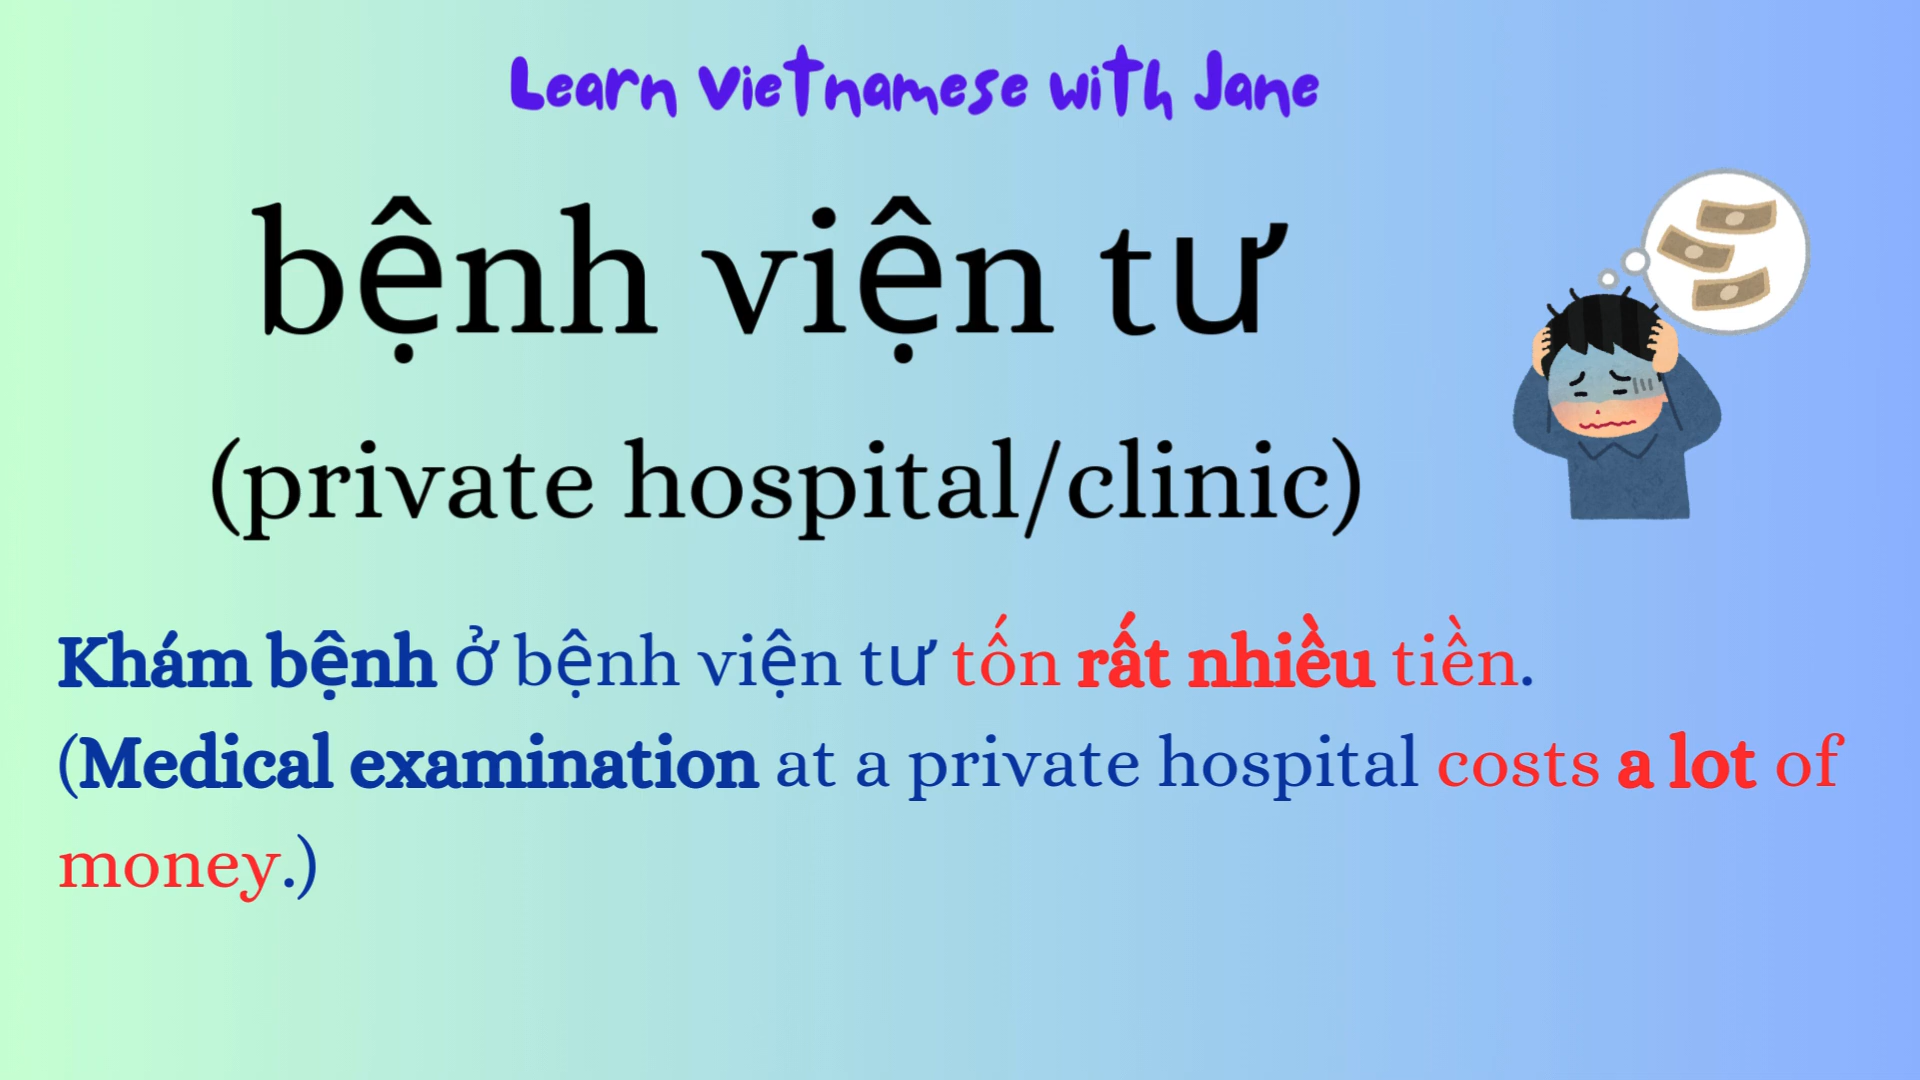 Learn Vietnamese with Jane
bệnh viện tư
(private hospital/clinic)
Khám bệnh ở bệnh viện tư tốn rất nhiều tiền.
(Medical examination at a private hospital costs a lot of
money.)